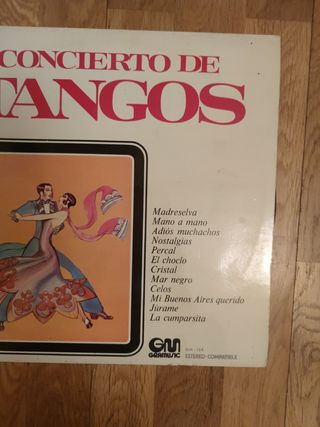 CONCIERTO DE
TANGOS
Madreselva
Mano a mano
Adiós muchachos
Nostalgias
Percal
El choclo
Cristal
Mar negro
Celos
Mi Buenos Aires querido
Júrame
La cumparsita
GM
GRAMUSIC
ESTEREO-COMPATIBLE